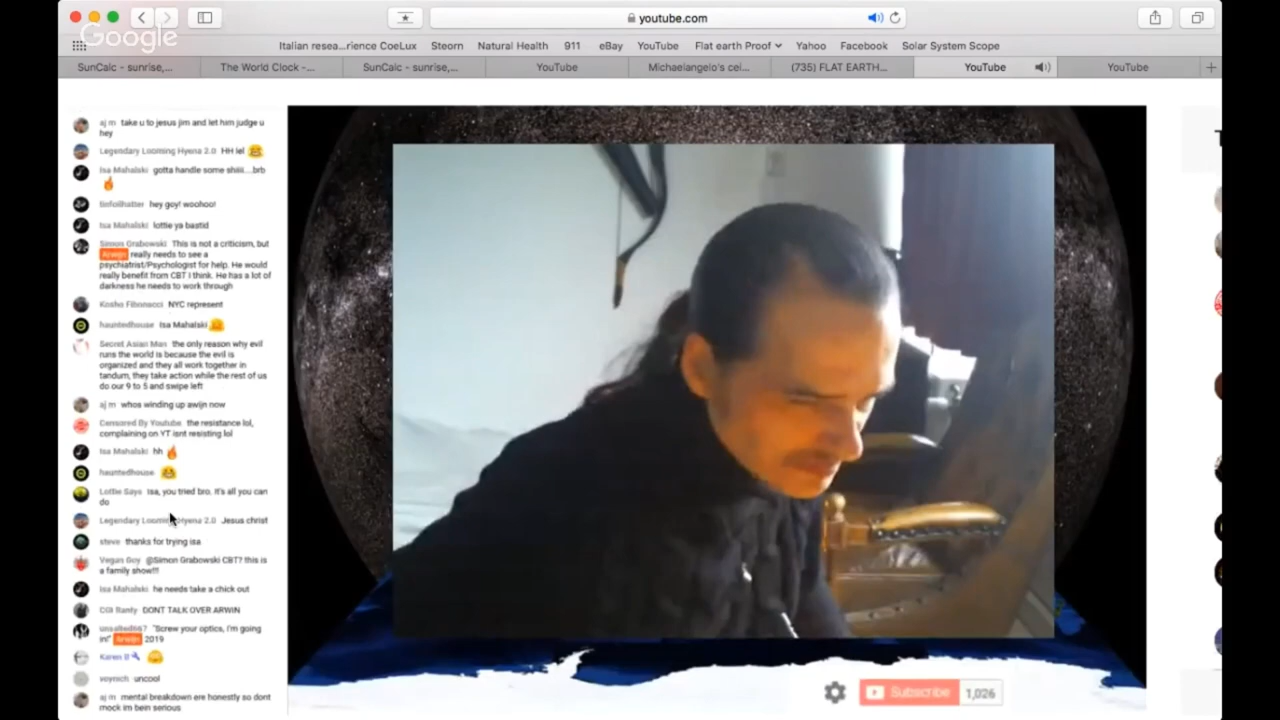 youtube.com
Google
Italian resea...rience CoeLux Steorn Natural Health 911 eBay YouTube Flat earth Proof Yahoo Facebook Solar System Scope
SunCalc - sunrise,... The World Clock -... SunCalc - sunrise,... YouTube Michaelangelo's cei... (735) FLAT EARTH... YouTube YouTube
aj m take u to jesus jim and let him judge u
hey
Legendary Looming Hyena 2.0 HH lel
Isa Mahalski gotta handle some shiiii....brb
tinfoilhatter hey goy! woohoo!
Isa Mahalski lottie ya bastid
Simon Grabowski This is not a criticism, but
Arwijn really needs to see a
psychiatrist/Psychologist for help. He would
really benefit from CBT I think. He has a lot of
darkness he needs to work through
Kosho Fibonacci NYC represent
hauntedhouse Isa Mahalski
Secret Asian Man the only reason why evil
runs the world is because the evil is
organized and they all work together in
tandum, they take action while the rest of us
do our 9 to 5 and swipe left
aj m whos winding up awijn now
Censored By Youtube the resistance lol,
complaining on YT isnt resisting lol
Isa Mahalski hh
hauntedhouse
Lottie Says Isa, you tried bro. It's all you can
do
Legendary Looming Hyena 2.0 Jesus christ
steve thanks for trying isa
Vegan Goy @Simon Grabowski CBT? this is
a family show!!!
Isa Mahalski he needs take a chick out
CGI Ranty DONT TALK OVER ARWIN
"Screw your optics, I'm going
in!" 2019
Karen B
voynich uncool
aj m mental breakdown ere honestly so dont
mock im bein serious
Subscribe 1,026